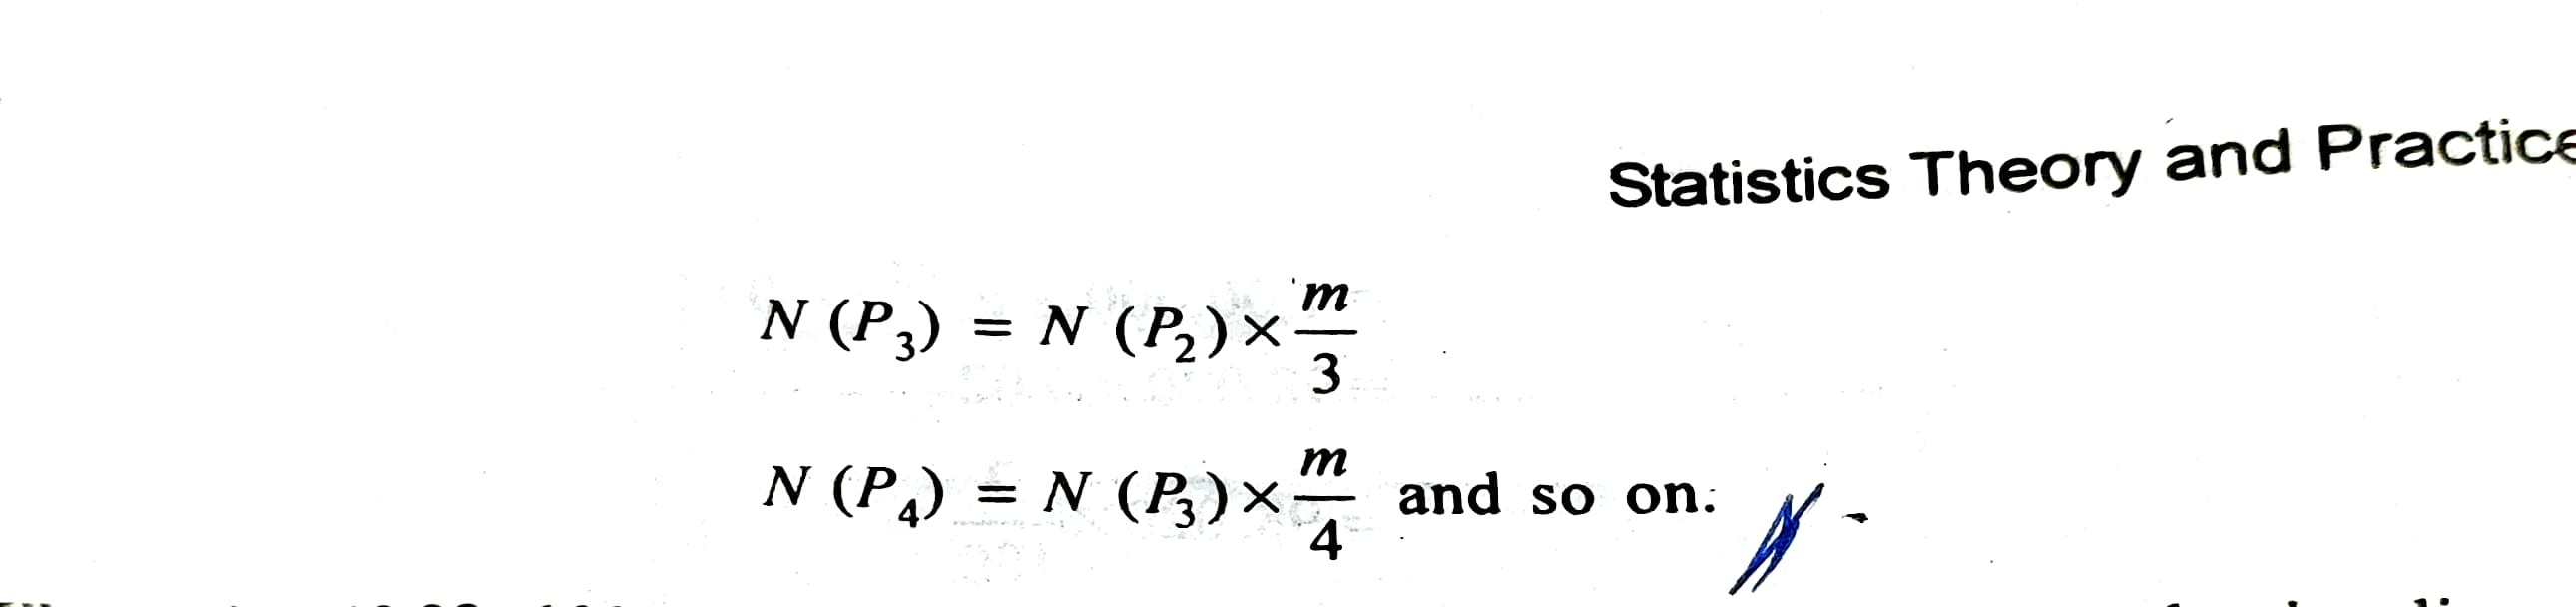 Statistics Theory and Practice
N (P₃) = N (P₂) × m/3
N (P₄) = N (P₃) × m/4 and so on.